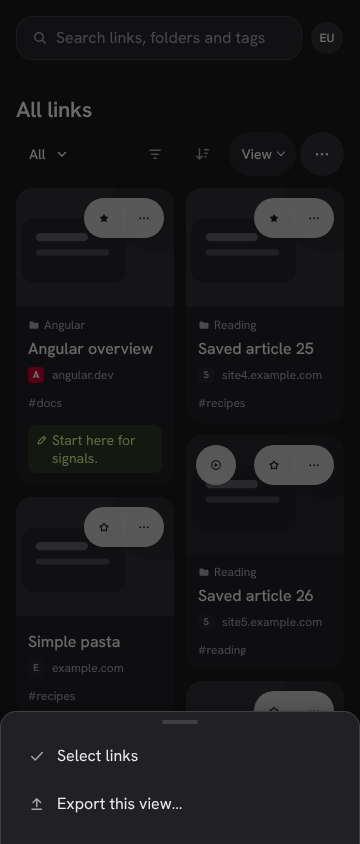 Search links, folders and tags
EU
All links
All
View
Angular
Angular overview
A angular.dev
#docs
Start here for
signals.
Reading
Saved article 25
S site4.example.com
#recipes
Simple pasta
E example.com
#recipes
Reading
Saved article 26
S site5.example.com
#reading
Select links
Export this view...